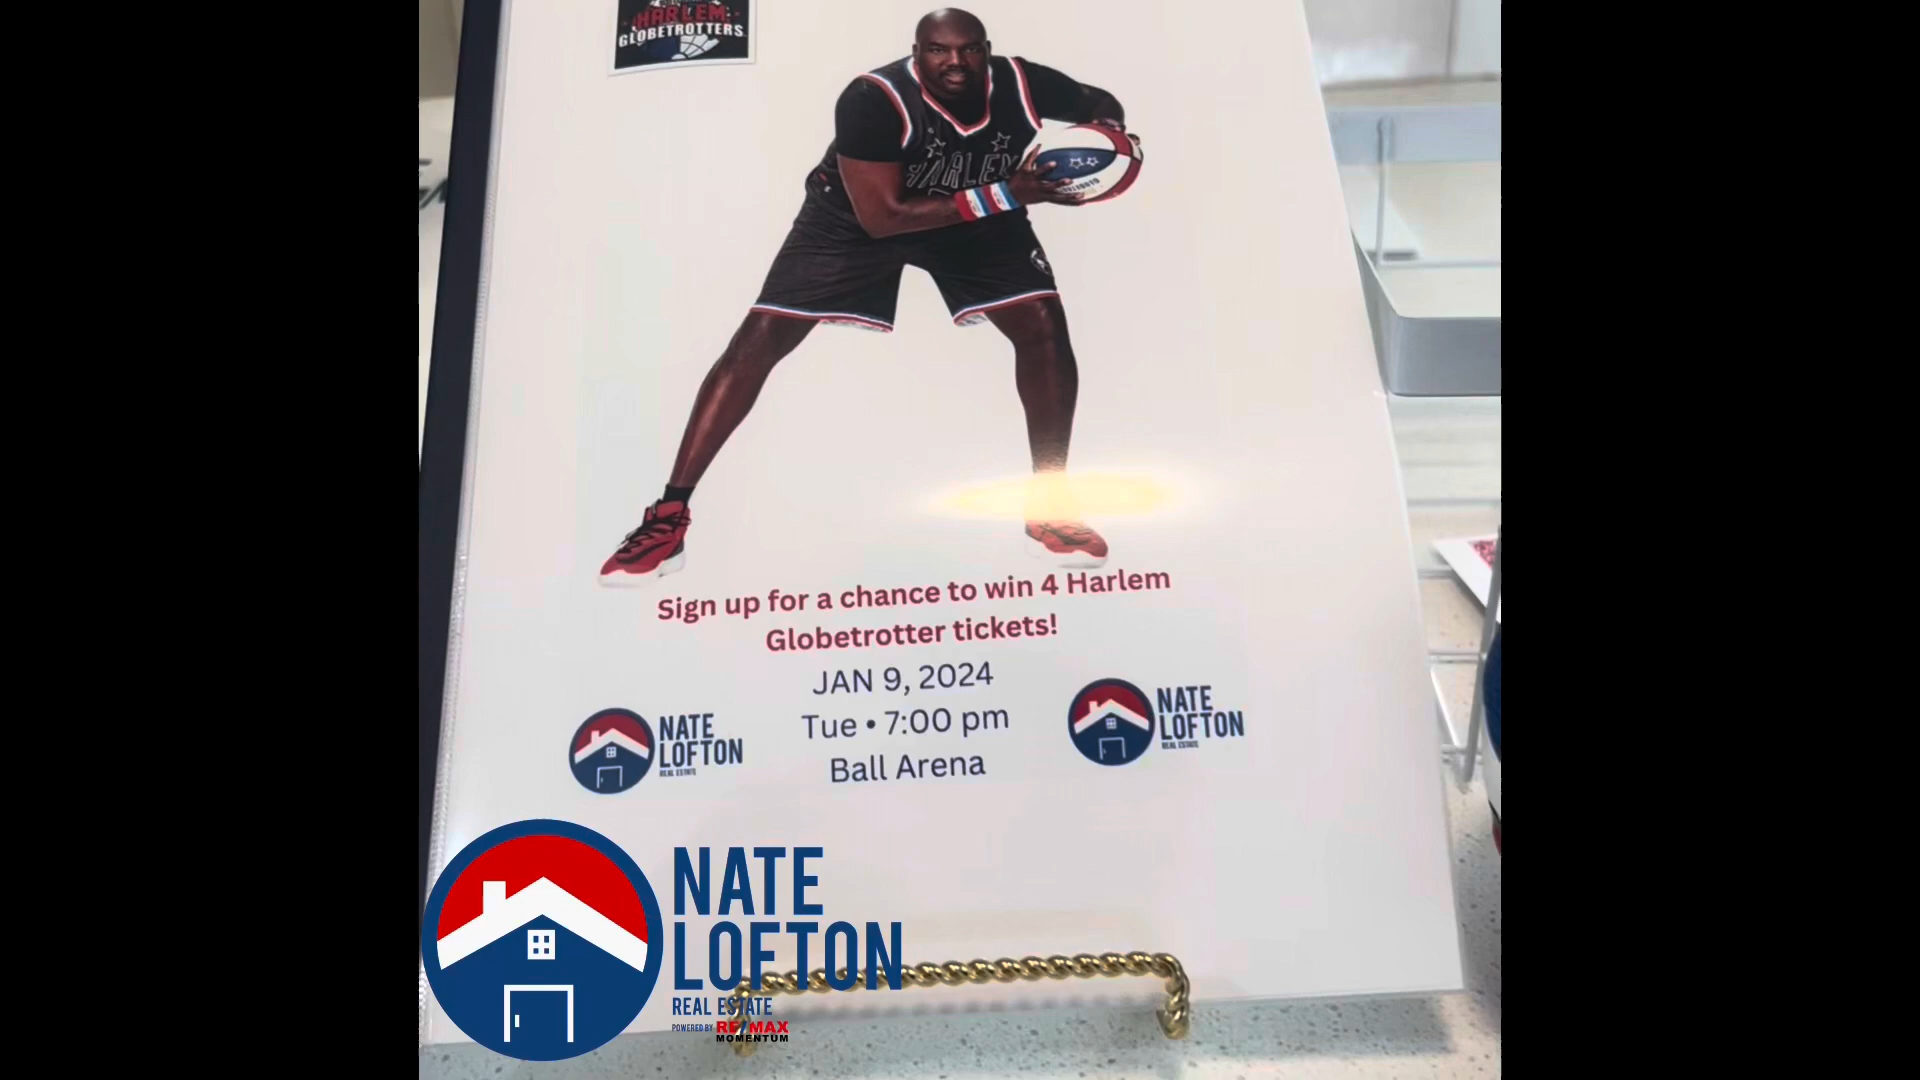 HARLEM
GLOBETROTTERS
HARLEM
Sign up for a chance to win 4 Harlem
Globetrotter tickets!
JAN 9, 2024
Tue • 7:00 pm
Ball Arena
NATE
LOFTON
REAL ESTATE
NATE
LOFTON
REAL ESTATE
NATE
LOFTON
REAL ESTATE
POWERED BY RE/MAX
MOMENTUM